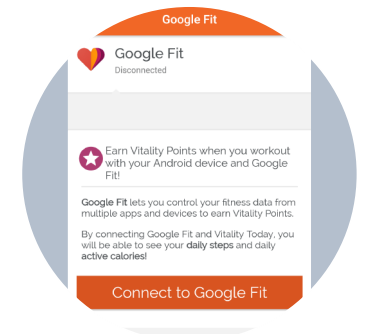 Google Fit
Google Fit
Disconnected
Earn Vitality Points when you workout
with your Android device and Google
Fit!
Google Fit lets you control your fitness data from
multiple apps and devices to earn Vitality Points.
By connecting Google Fit and Vitality Today, you
will be able to see your daily steps and daily
active calories!
Connect to Google Fit